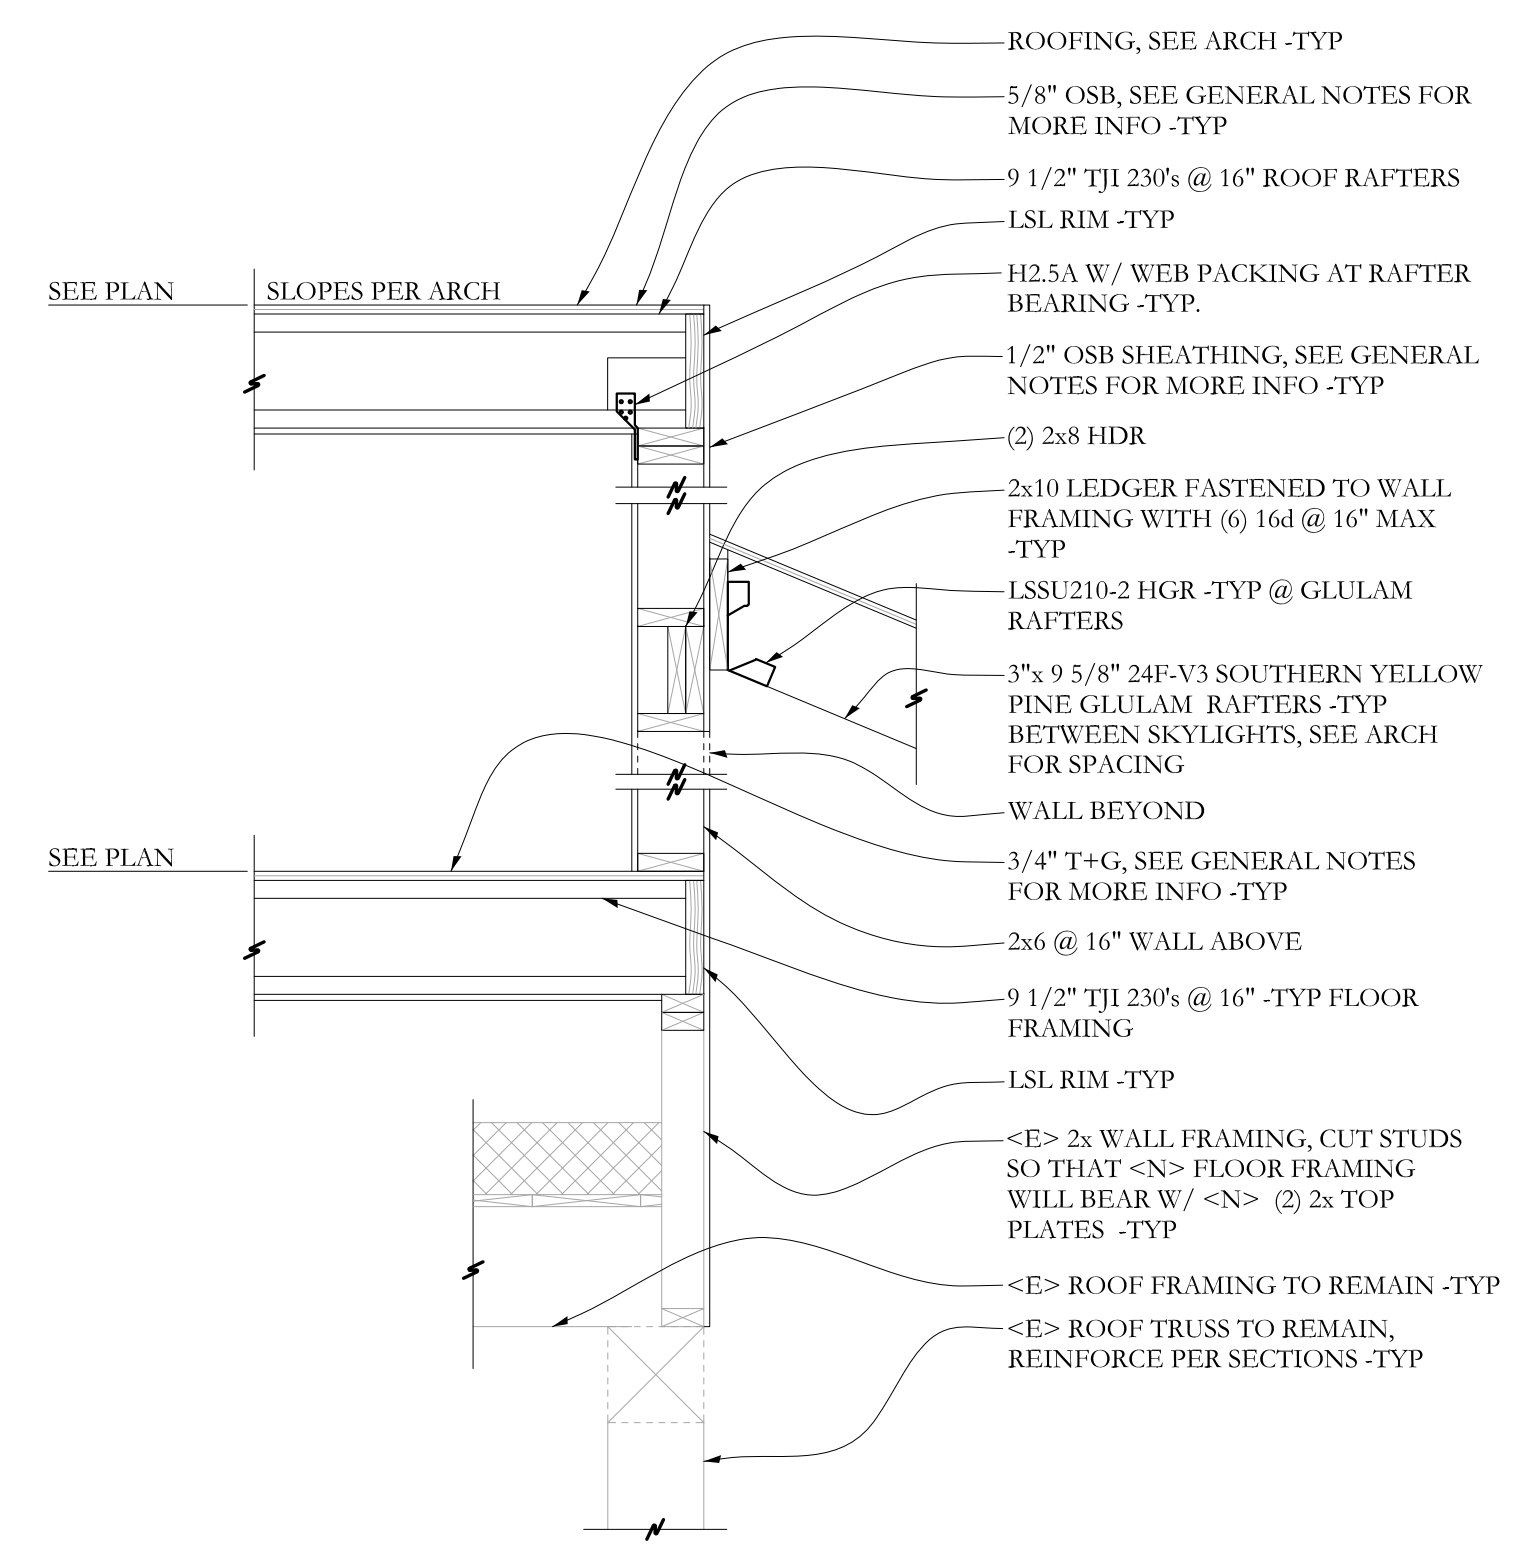 ROOFING, SEE ARCH -TYP
5/8" OSB, SEE GENERAL NOTES FOR
MORE INFO -TYP
9 1/2" TJI 230's @ 16" ROOF RAFTERS
LSL RIM -TYP
H2.5A W/ WEB PACKING AT RAFTER
BEARING -TYP.
SEE PLAN
SLOPES PER ARCH
1/2" OSB SHEATHING, SEE GENERAL
NOTES FOR MORE INFO -TYP
(2) 2x8 HDR
2x10 LEDGER FASTENED TO WALL
FRAMING WITH (6) 16d @ 16" MAX
-TYP
LSSU210-2 HGR -TYP @ GLULAM
RAFTERS
3"x 9 5/8" 24F-V3 SOUTHERN YELLOW
PINE GLULAM  RAFTERS -TYP
BETWEEN SKYLIGHTS, SEE ARCH
FOR SPACING
WALL BEYOND
SEE PLAN
3/4" T+G, SEE GENERAL NOTES
FOR MORE INFO -TYP
2x6 @ 16" WALL ABOVE
9 1/2" TJI 230's @ 16" -TYP FLOOR
FRAMING
LSL RIM -TYP
<E> 2x WALL FRAMING, CUT STUDS
SO THAT <N> FLOOR FRAMING
WILL BEAR W/ <N>  (2) 2x TOP
PLATES  -TYP
<E> ROOF FRAMING TO REMAIN -TYP
<E> ROOF TRUSS TO REMAIN,
REINFORCE PER SECTIONS -TYP